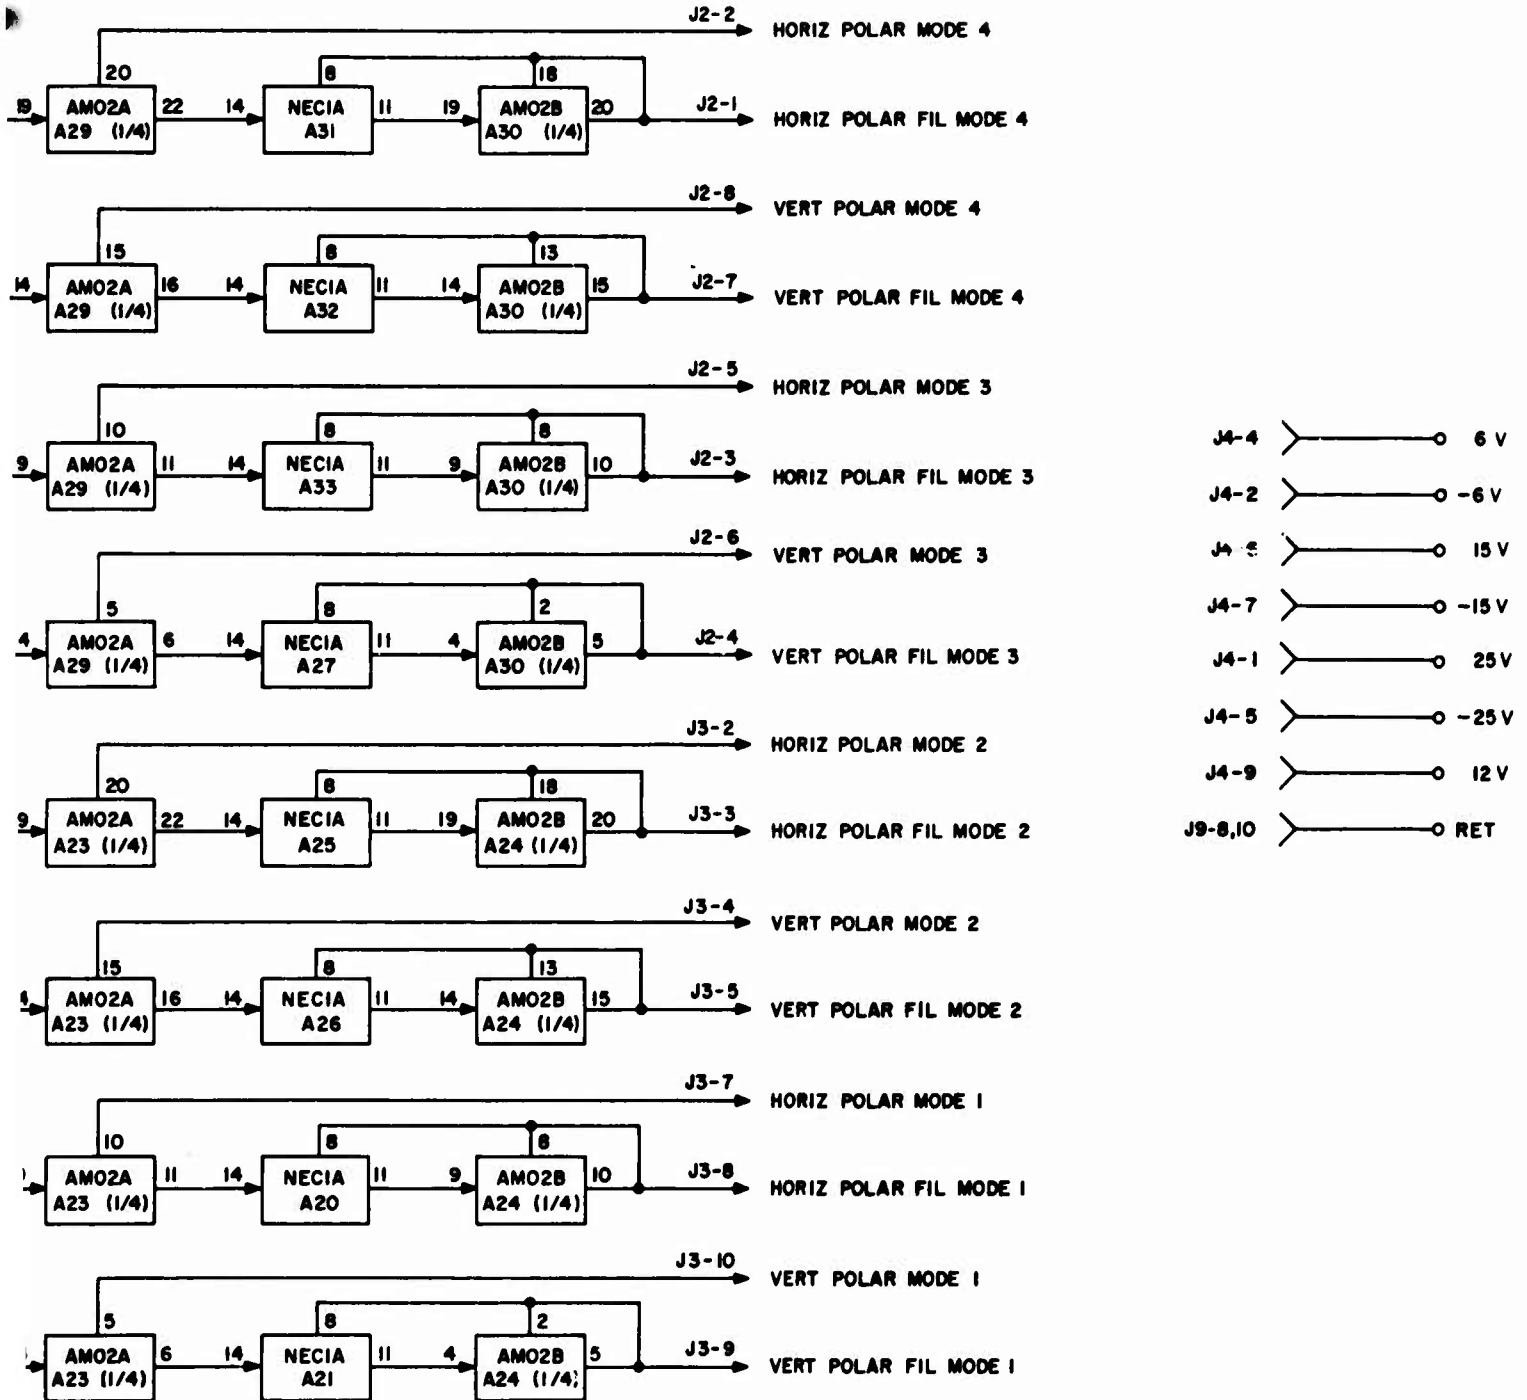 J2-2 HORIZ POLAR MODE 4
20 8 18
19 AM02A 22 14 NEC1A 11 19 AM02B 20 J2-1 HORIZ POLAR FIL MODE 4
A29 (1/4) A31 A30 (1/4)
J2-8 VERT POLAR MODE 4
15 8 13
14 AM02A 16 14 NEC1A 11 14 AM02B 15 J2-7 VERT POLAR FIL MODE 4
A29 (1/4) A32 A30 (1/4)
J2-5 HORIZ POLAR MODE 3
10 8 8
9 AM02A 11 14 NEC1A 11 9 AM02B 10 J2-3 HORIZ POLAR FIL MODE 3
A29 (1/4) A33 A30 (1/4)
J2-6 VERT POLAR MODE 3
5 8 2
4 AM02A 6 14 NEC1A 11 4 AM02B 5 J2-4 VERT POLAR FIL MODE 3
A29 (1/4) A27 A30 (1/4)
J3-2 HORIZ POLAR MODE 2
20 8 18
9 AM02A 22 14 NEC1A 11 19 AM02B 20 J3-3 HORIZ POLAR FIL MODE 2
A23 (1/4) A25 A24 (1/4)
J3-4 VERT POLAR MODE 2
15 8 13
AM02A 16 14 NEC1A 11 14 AM02B 15 J3-5 VERT POLAR FIL MODE 2
A23 (1/4) A26 A24 (1/4)
J3-7 HORIZ POLAR MODE 1
10 8 8
AM02A 11 14 NEC1A 11 9 AM02B 10 J3-8 HORIZ POLAR FIL MODE 1
A23 (1/4) A20 A24 (1/4)
J3-10 VERT POLAR MODE 1
5 8 2
AM02A 6 14 NEC1A 11 4 AM02B 5 J3-9 VERT POLAR FIL MODE 1
A23 (1/4) A21 A24 (1/4)
J4-4 6 V
J4-2 -6 V
15 V
J4-7 -15 V
J4-1 25 V
J4-5 -25 V
J4-9 12 V
J9-8,10 RET